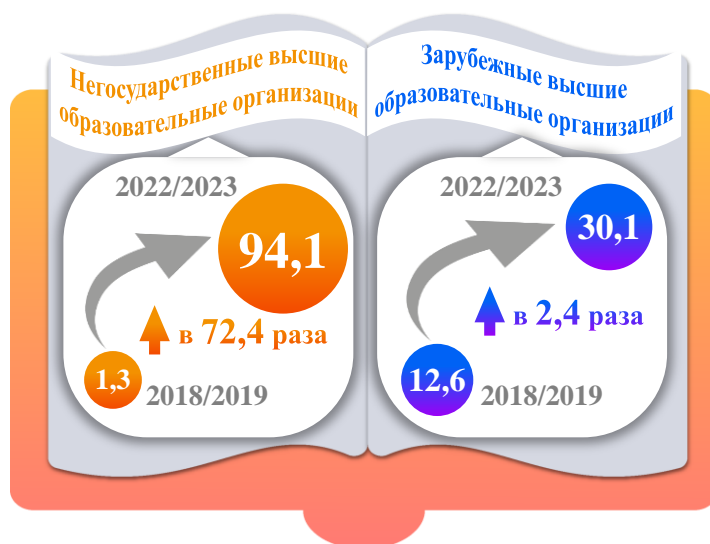 Негосударственные высшие
образовательные организации
2022/2023
94,1
в 72,4 раза
1,3
2018/2019
Зарубежные высшие
образовательные организации
2022/2023
30,1
в 2,4 раза
12,6
2018/2019